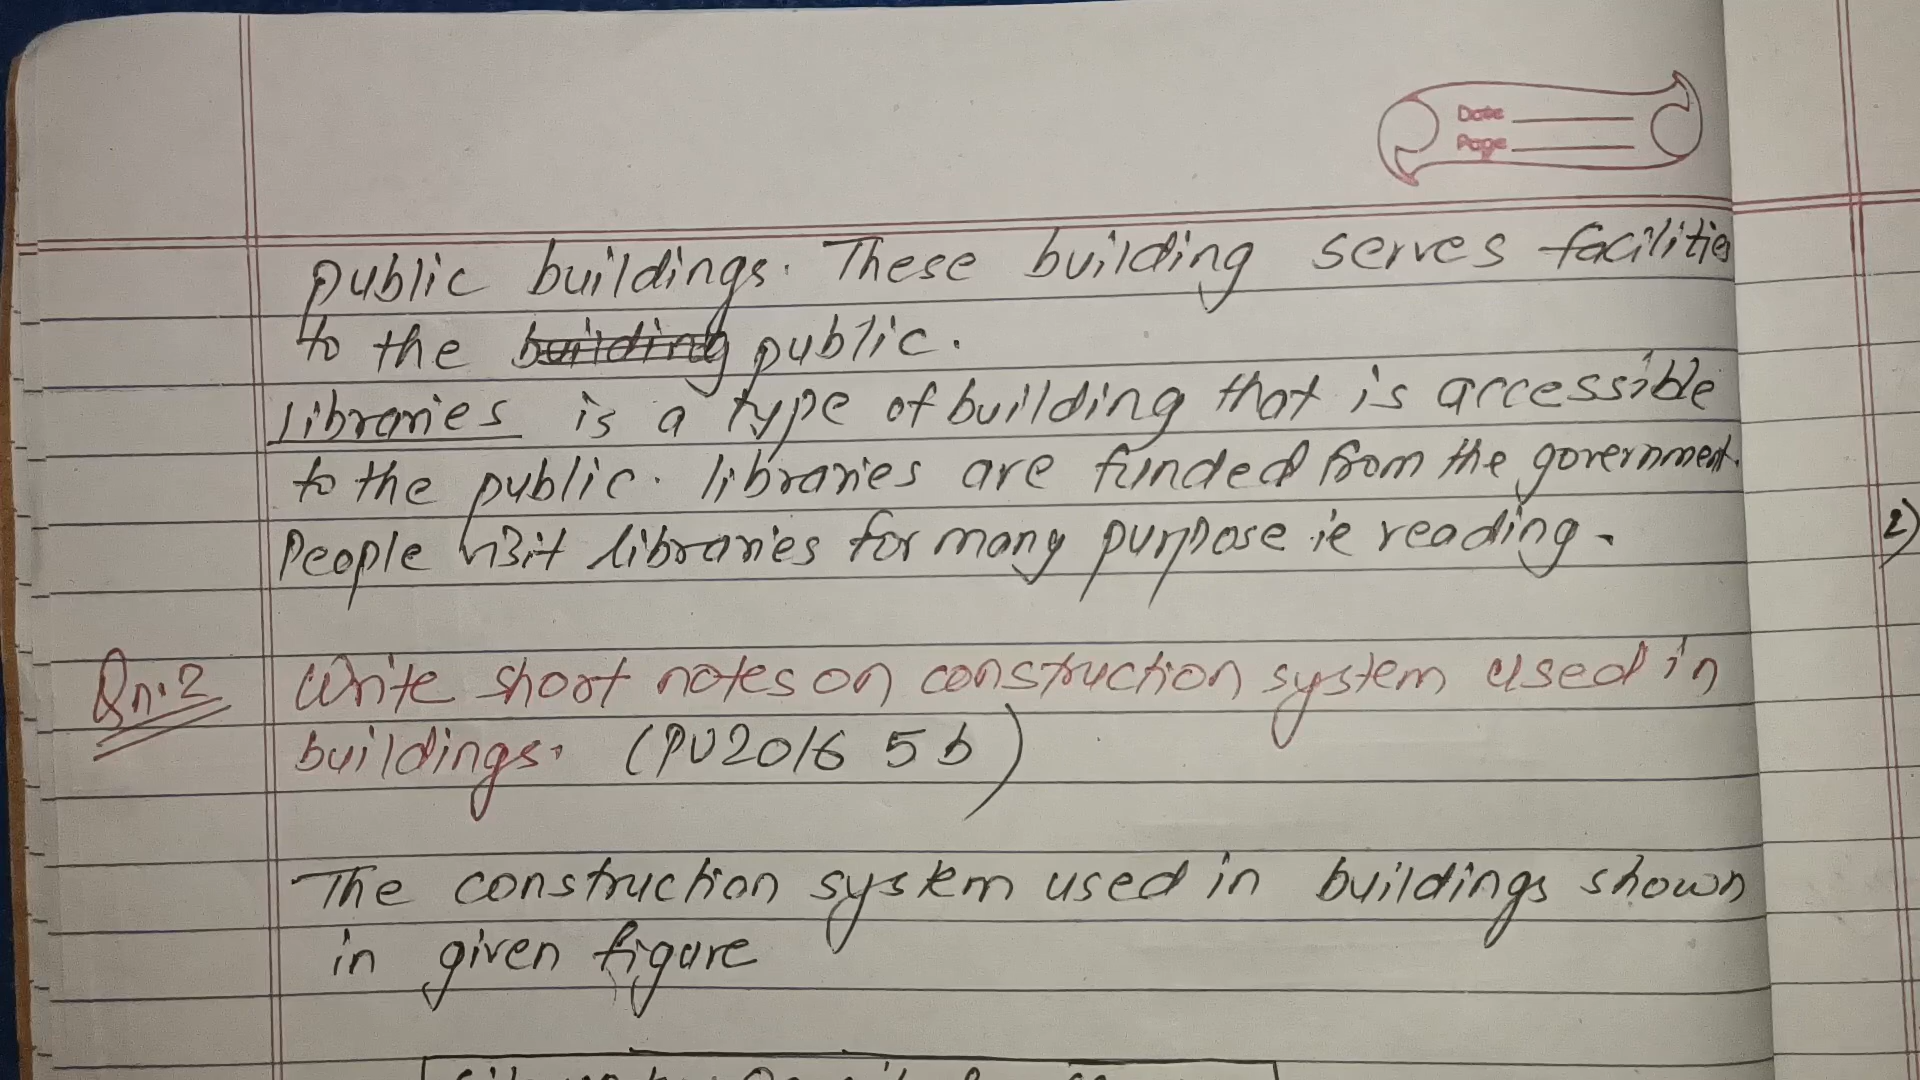 Date
Page
public buildings. These building serves facilities
to the building public.
libraries is a type of building that is accessible
to the public. libraries are funded from the government.
People visit libraries for many purpose ie reading.
Qn.2 Write short notes on construction system used in
buildings. (PU2016 5b)
The construction system used in buildings shown
in given figure
2)